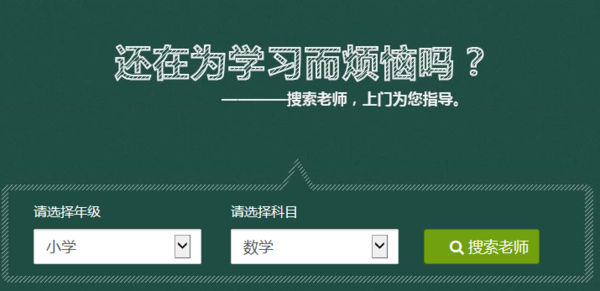 还在为学习而烦恼吗？
————搜索老师，上门为您指导。
请选择年级 请选择科目
小学 数学 搜索老师